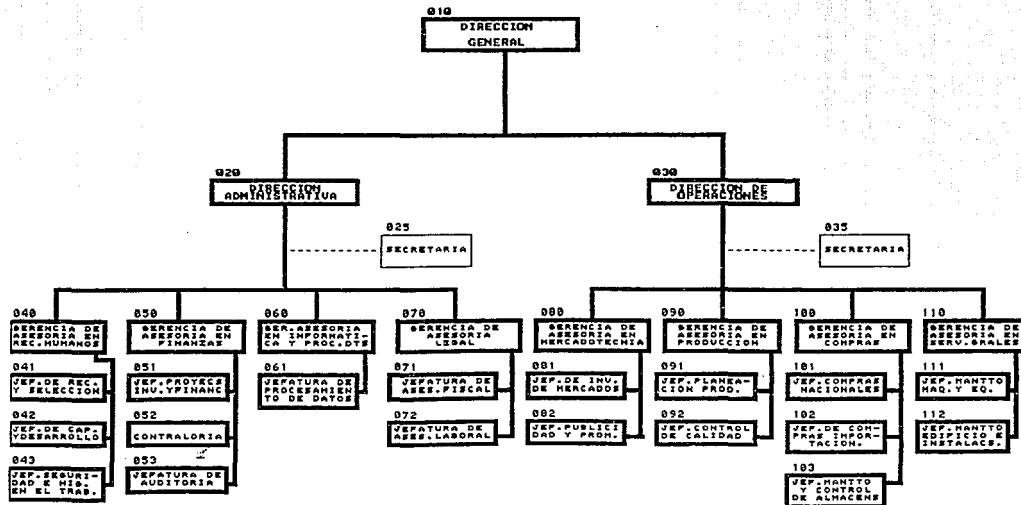 010
DIRECCION
GENERAL
020
DIRECCION
ADMINISTRATIVA
030
DIRECCION DE
OPERACIONES
025
SECRETARIA
035
SECRETARIA
040
GERENCIA DE
ASESORIA EN
REC.HUMANOS
050
GERENCIA DE
ASESORIA EN
FINANZAS
060
GER.ASESORIA
EN INFORMATI-
CA Y PROC.DTS
070
GERENCIA DE
ASESORIA
LEGAL
080
GERENCIA DE
ASESORIA EN
MERCADOTECNIA
090
GERENCIA DE
ASESORIA EN
PRODUCCION
100
GERENCIA DE
ASESORIA EN
COMPRAS
110
GERENCIA DE
ASESORIA EN
SERV.GRALES
041
JEF.DE REC.
Y SELECCION
042
JEF.DE CAP.
YDESARROLLO
043
JEF.SEGURI-
DAD E HIG.
EN EL TRAB.
051
JEF.PROYECS
INV.YFINANC
052
CONTRALORIA
053
JEFATURA DE
AUDITORIA
061
JEFATURA DE
PROCESAMIEN
TO DE DATOS
071
JEFATURA DE
ASES.FISCAL
072
JEFATURA DE
ASES.LABORAL
081
JEF.DE INV.
DE MERCADOS
082
JEF.PUBLICI
DAD Y PROM.
091
JEF.PLANEA-
CION PROD.
092
JEF.CONTROL
DE CALIDAD
101
JEF.COMPRAS
NACIONALES
102
JEF.DE COM-
PRAS IMPOR-
TACION.
103
JEF.MANTTO
Y CONTROL
DE ALMACENS
111
JEF.MANTTO
MAQ. Y EQ.
112
JEF.MANTTO
EDIFICIO E
INSTALACS.